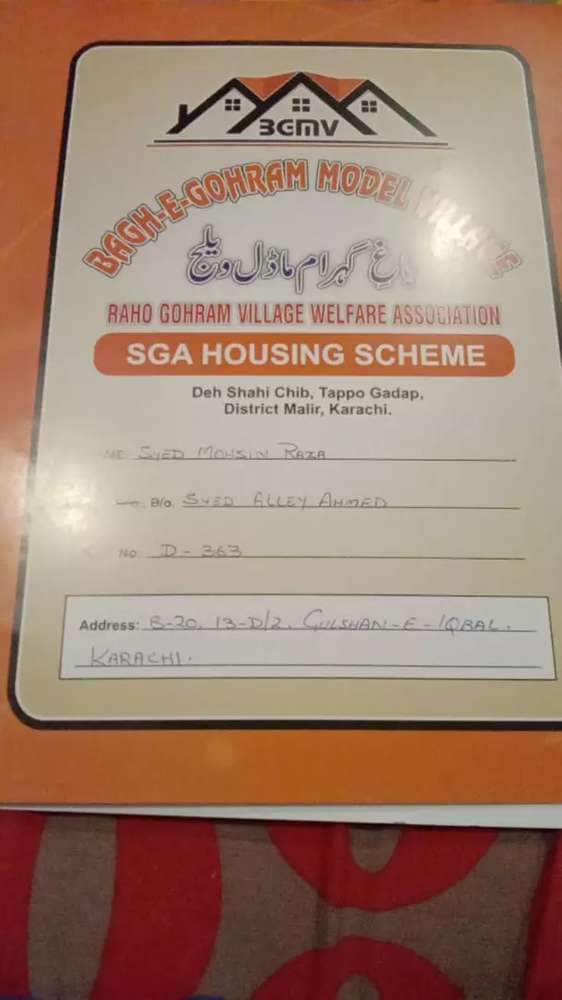 BGMV
BAGH-E-GOHRAM MODEL VILLAGE
باغِ گہرام ماڈل ویلج
RAHO GOHRAM VILLAGE WELFARE ASSOCIATION
SGA HOUSING SCHEME
Deh Shahi Chib, Tappo Gadap,
District Malir, Karachi.
SYED MOHSIN RAZA
B/o. SYED ALLEY AHMED
No. D-363
Address: B-20, 13-D/2, GULSHAN-E-IQBAL.
KARACHI.